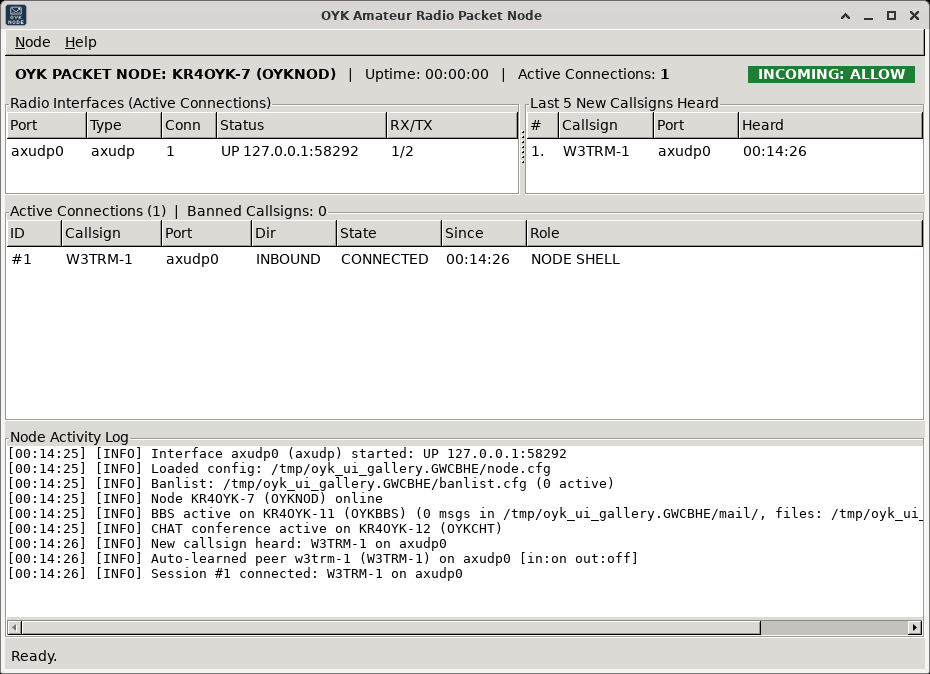 OYK Amateur Radio Packet Node
Node Help
OYK PACKET NODE: KR4OYK-7 (OYKNOD) | Uptime: 00:00:00 | Active Connections: 1 INCOMING: ALLOW
Radio Interfaces (Active Connections)
Port Type Conn Status RX/TX
axudp0 axudp 1 UP 127.0.0.1:58292 1/2
Last 5 New Callsigns Heard
# Callsign Port Heard
1. W3TRM-1 axudp0 00:14:26
Active Connections (1) | Banned Callsigns: 0
ID Callsign Port Dir State Since Role
#1 W3TRM-1 axudp0 INBOUND CONNECTED 00:14:26 NODE SHELL
Node Activity Log
[00:14:25] [INFO] Interface axudp0 (axudp) started: UP 127.0.0.1:58292
[00:14:25] [INFO] Loaded config: /tmp/oyk_ui_gallery.GWCBHE/node.cfg
[00:14:25] [INFO] Banlist: /tmp/oyk_ui_gallery.GWCBHE/banlist.cfg (0 active)
[00:14:25] [INFO] Node KR4OYK-7 (OYKNOD) online
[00:14:25] [INFO] BBS active on KR4OYK-11 (OYKBBS) (0 msgs in /tmp/oyk_ui_gallery.GWCBHE/mail/, files: /tmp/oyk_ui_
[00:14:25] [INFO] CHAT conference active on KR4OYK-12 (OYKCHT)
[00:14:26] [INFO] New callsign heard: W3TRM-1 on axudp0
[00:14:26] [INFO] Auto-learned peer w3trm-1 (W3TRM-1) on axudp0 [in:on out:off]
[00:14:26] [INFO] Session #1 connected: W3TRM-1 on axudp0
Ready.